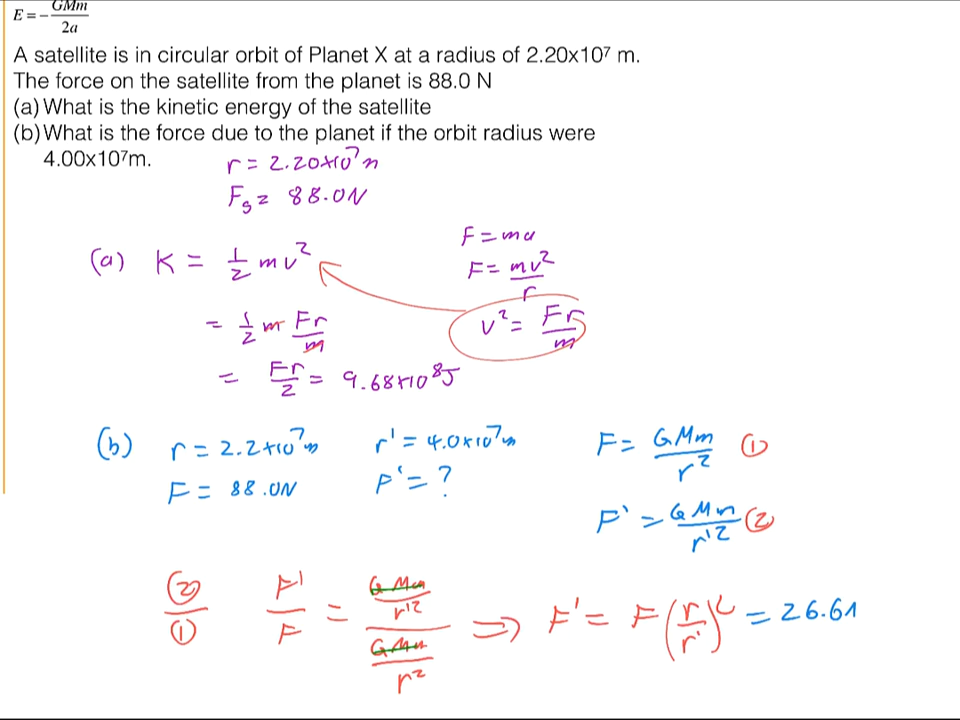 E = -GMm/2a
A satellite is in circular orbit of Planet X at a radius of 2.20x10⁷ m.
The force on the satellite from the planet is 88.0 N
(a) What is the kinetic energy of the satellite
(b) What is the force due to the planet if the orbit radius were
4.00x10⁷m.
r = 2.20x10⁷m
Fg = 88.0N
(a) K = 1/2 mv²
F = ma
F = mv²/r
v² = Fr/m
= 1/2 m Fr/m
= Fr/2 = 9.68x10⁸J
(b) r = 2.2x10⁷m r' = 4.0x10⁷m F = GMm/r² ①
F = 88.0N F' = ?
F' = GMm/r'² ②
②/① F'/F = (GMm/r'²)/(GMm/r²) ⇒ F' = F(r/r')² = 26.6N